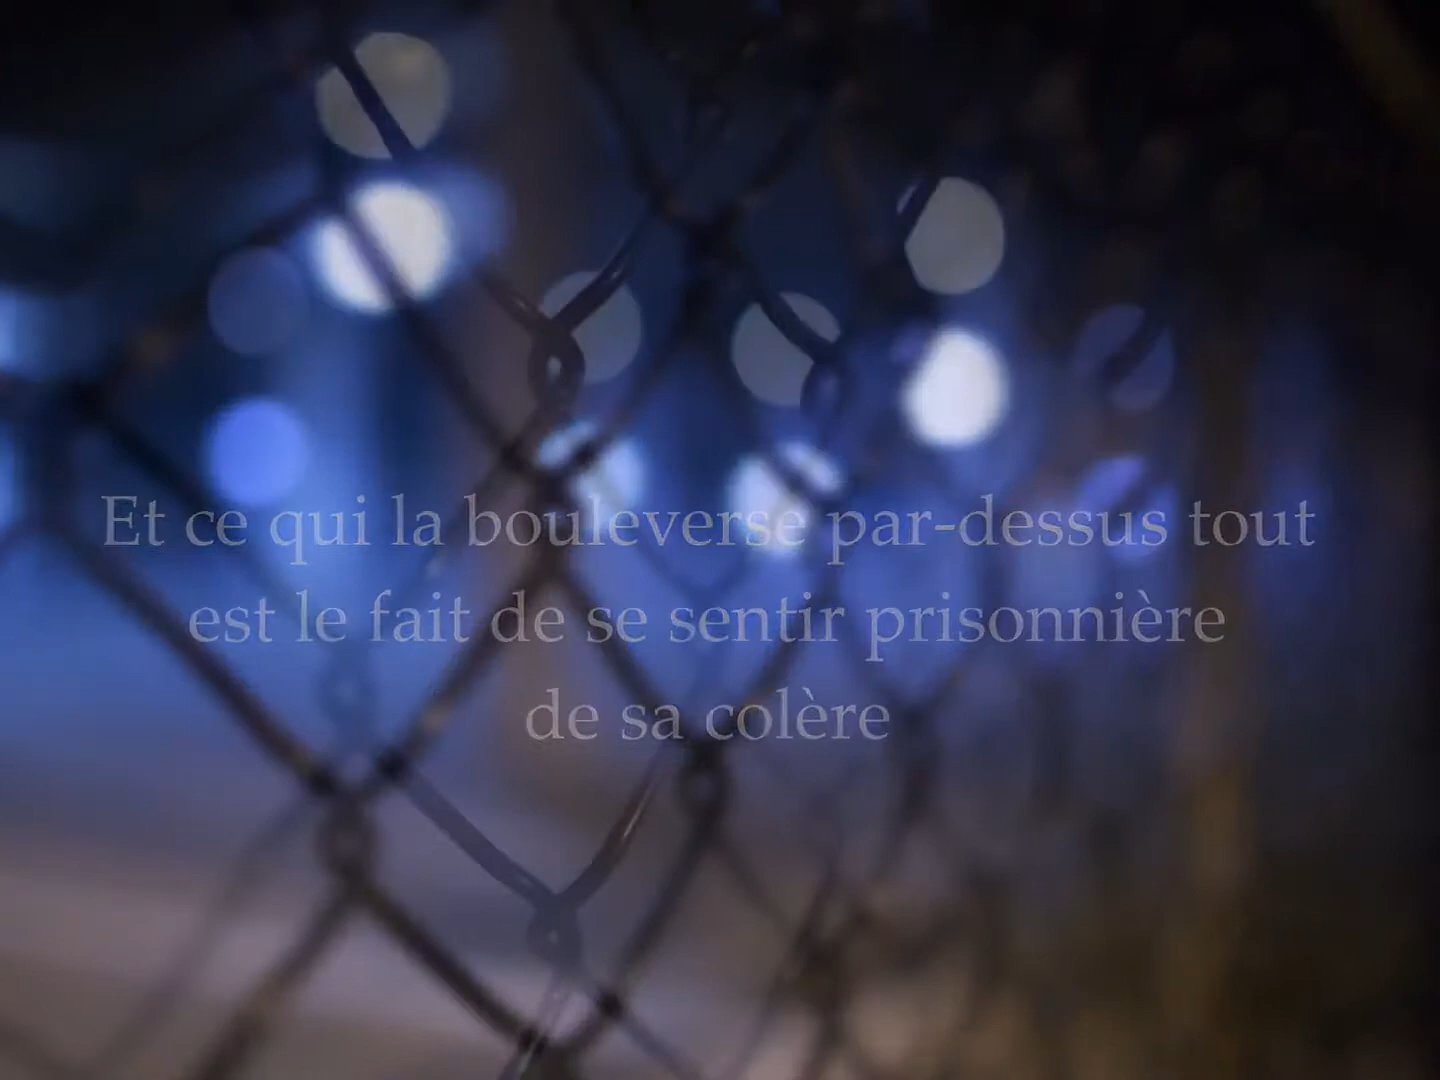 Et ce qui la bouleverse par-dessus tout
est le fait de se sentir prisonnière
de sa colère